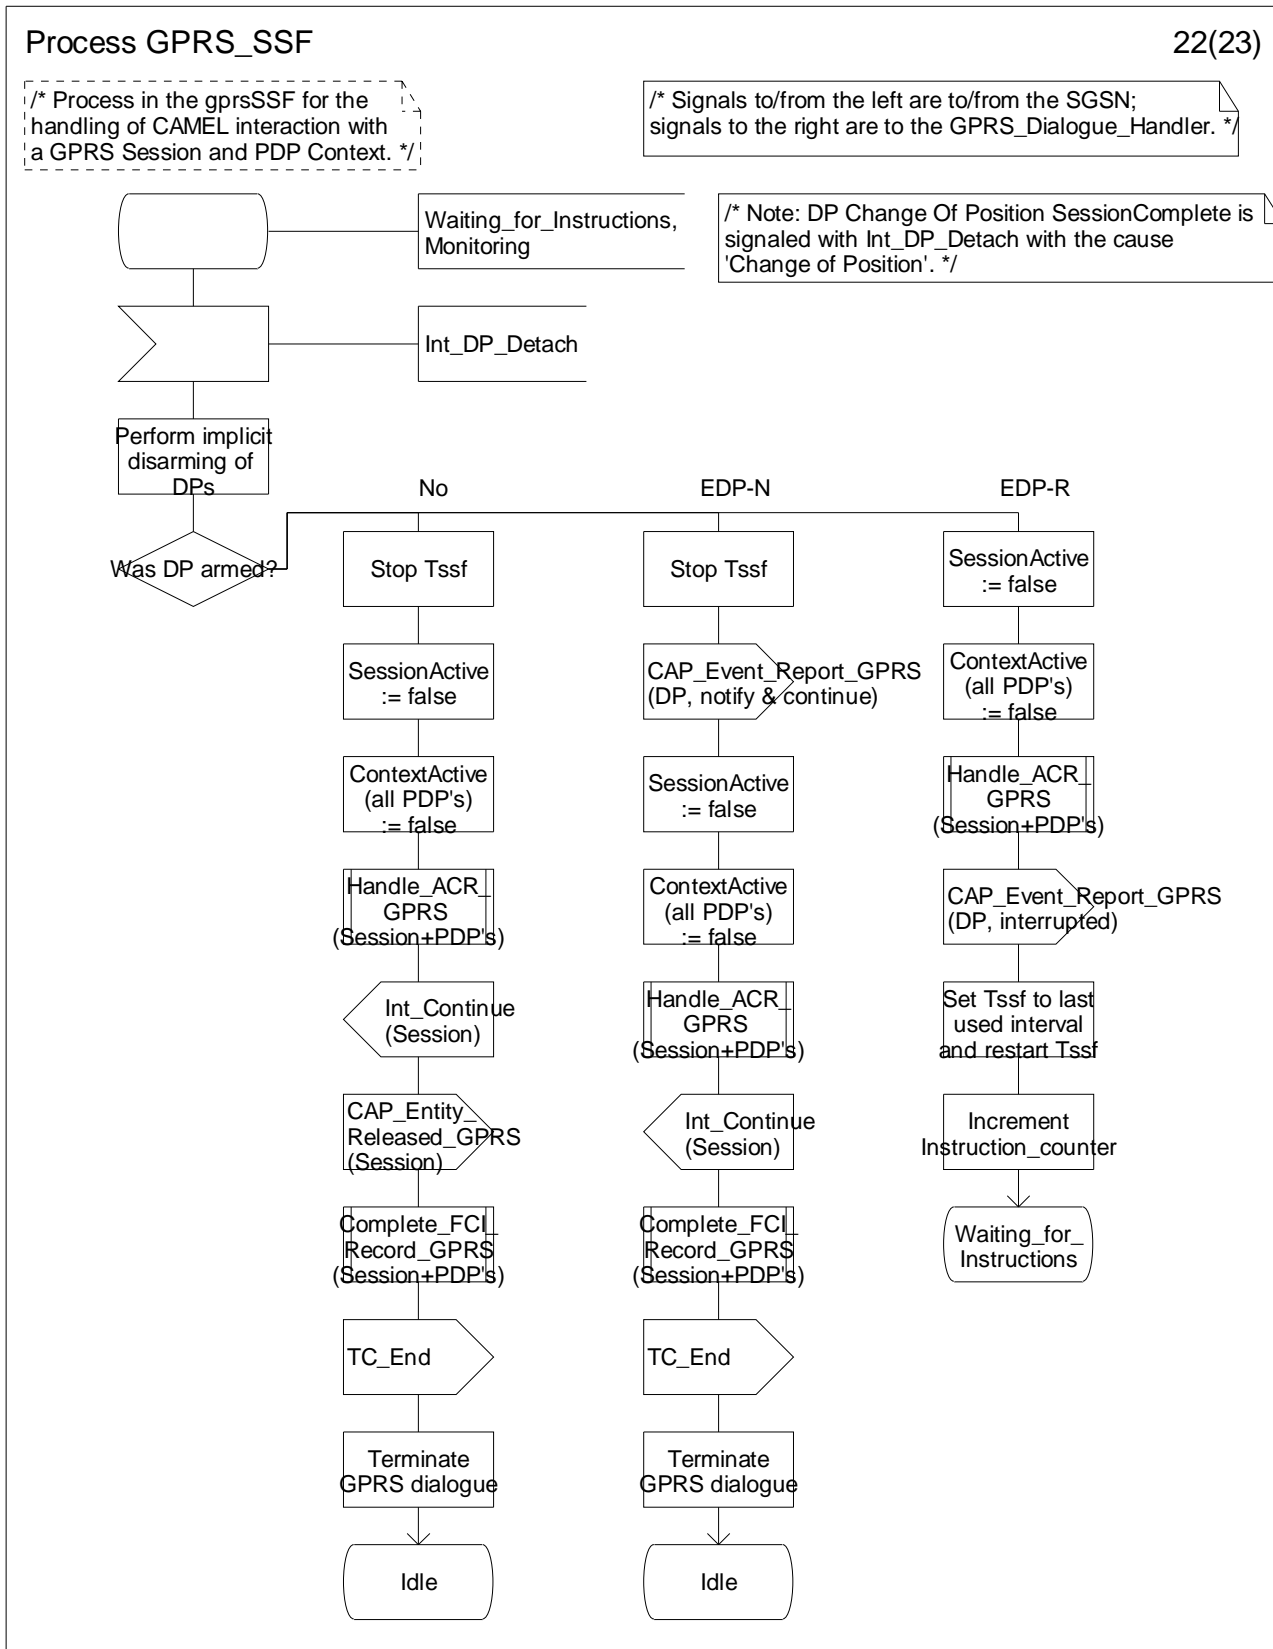 Process GPRS_SSF
22(23)
/* Process in the gprsSSF for the
handling of CAMEL interaction with
a GPRS Session and PDP Context. */
/* Signals to/from the left are to/from the SGSN;
signals to the right are to the GPRS_Dialogue_Handler. */
Waiting_for_Instructions,
Monitoring
/* Note: DP Change Of Position SessionComplete is
signaled with Int_DP_Detach with the cause
'Change of Position'. */
Int_DP_Detach
Perform implicit
disarming of
DPs
Was DP armed?
No
Stop Tssf
SessionActive
:= false
ContextActive
(all PDP's)
:= false
Handle_ACR_
GPRS
(Session+PDP's)
Int_Continue
(Session)
CAP_Entity_
Released_GPRS
(Session)
Complete_FCI_
Record_GPRS
(Session+PDP's)
TC_End
Terminate
GPRS dialogue
Idle
EDP-N
Stop Tssf
CAP_Event_Report_GPRS
(DP, notify & continue)
SessionActive
:= false
ContextActive
(all PDP's)
:= false
Handle_ACR_
GPRS
(Session+PDP's)
Int_Continue
(Session)
Complete_FCI_
Record_GPRS
(Session+PDP's)
TC_End
Terminate
GPRS dialogue
Idle
EDP-R
SessionActive
:= false
ContextActive
(all PDP's)
:= false
Handle_ACR_
GPRS
(Session+PDP's)
CAP_Event_Report_GPRS
(DP, interrupted)
Set Tssf to last
used interval
and restart Tssf
Increment
Instruction_counter
Waiting_for_
Instructions